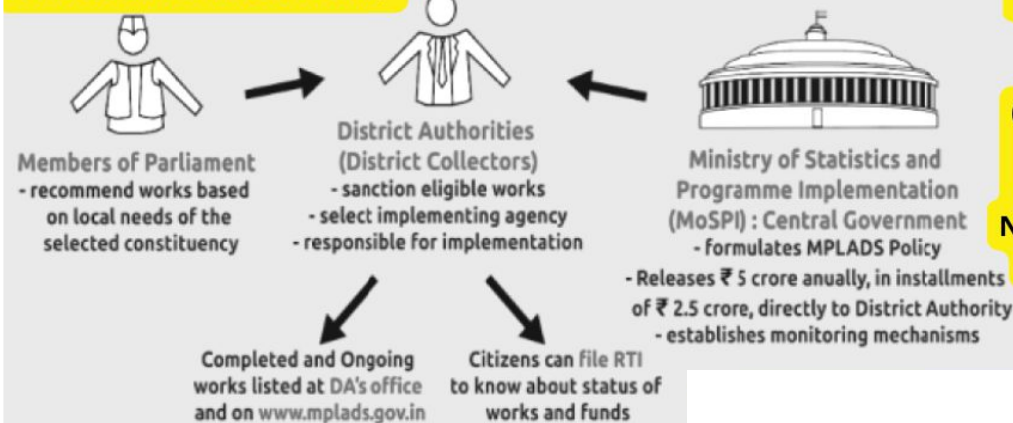 Members of Parliament
- recommend works based
on local needs of the
selected constituency
District Authorities
(District Collectors)
- sanction eligible works
- select implementing agency
- responsible for implementation
Ministry of Statistics and
Programme Implementation
(MoSPI) : Central Government
- formulates MPLADS Policy
- Releases ₹ 5 crore anually, in installments
of ₹ 2.5 crore, directly to District Authority
- establishes monitoring mechanisms
Completed and Ongoing
works listed at DA's office
and on www.mplads.gov.in
Citizens can file RTI
to know about status of
works and funds